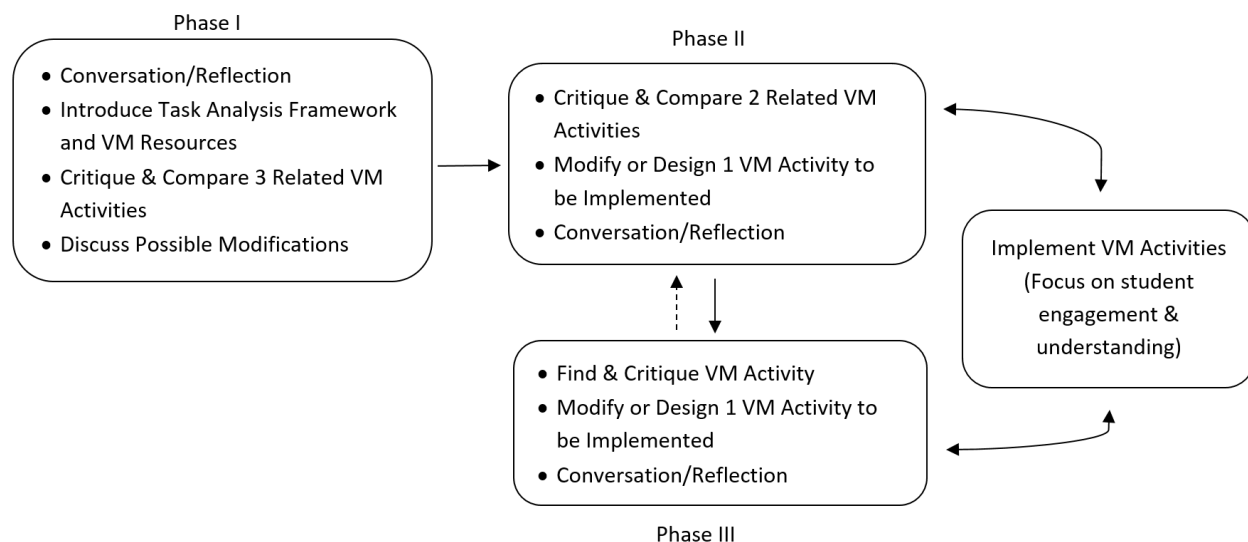 Phase I
• Conversation/Reflection
• Introduce Task Analysis Framework
and VM Resources
• Critique & Compare 3 Related VM
Activities
• Discuss Possible Modifications
Phase II
• Critique & Compare 2 Related VM
Activities
• Modify or Design 1 VM Activity to
be Implemented
• Conversation/Reflection
Implement VM Activities
(Focus on student
engagement &
understanding)
• Find & Critique VM Activity
• Modify or Design 1 VM Activity to
be Implemented
• Conversation/Reflection
Phase III